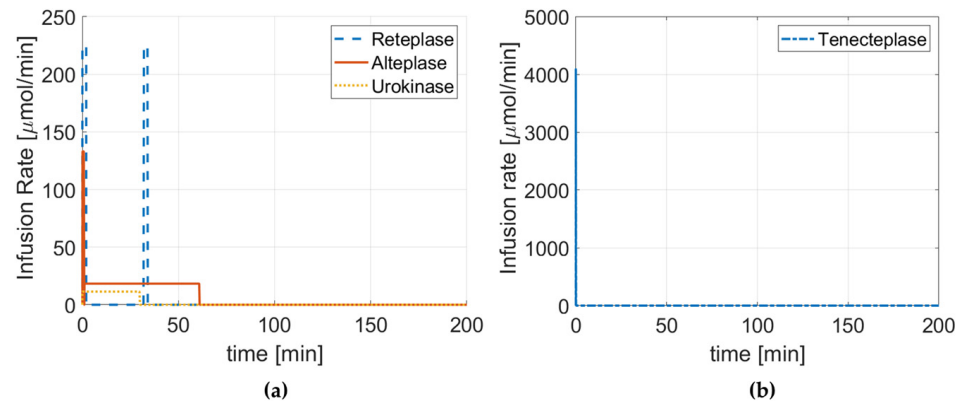 250
200
150
100
50
0
Infusion Rate [μmol/min]
Reteplase
Alteplase
Urokinase
0 50 100 150 200
time [min]
(a)
5000
4000
3000
2000
1000
0
Infusion rate [μmol/min]
Tenecteplase
0 50 100 150 200
time [min]
(b)